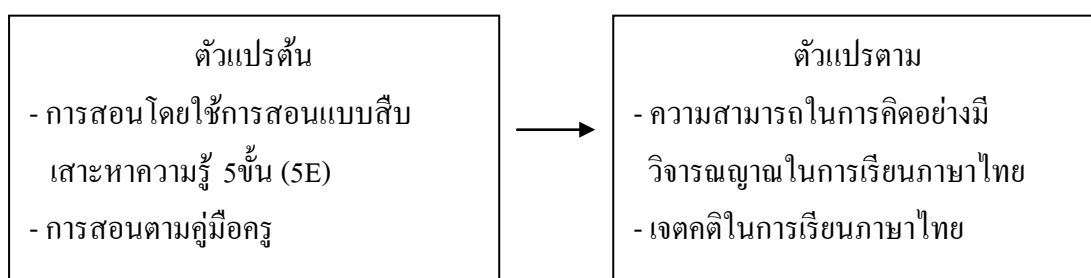 ตัวแปรต้น
- การสอนโดยใช้การสอนแบบสืบ
เสาะหาความรู้ 5ขั้น (5E)
- การสอนตามคู่มือครู
ตัวแปรตาม
- ความสามารถในการคิดอย่างมี
วิจารณญาณในการเรียนภาษาไทย
- เจตคติในการเรียนภาษาไทย